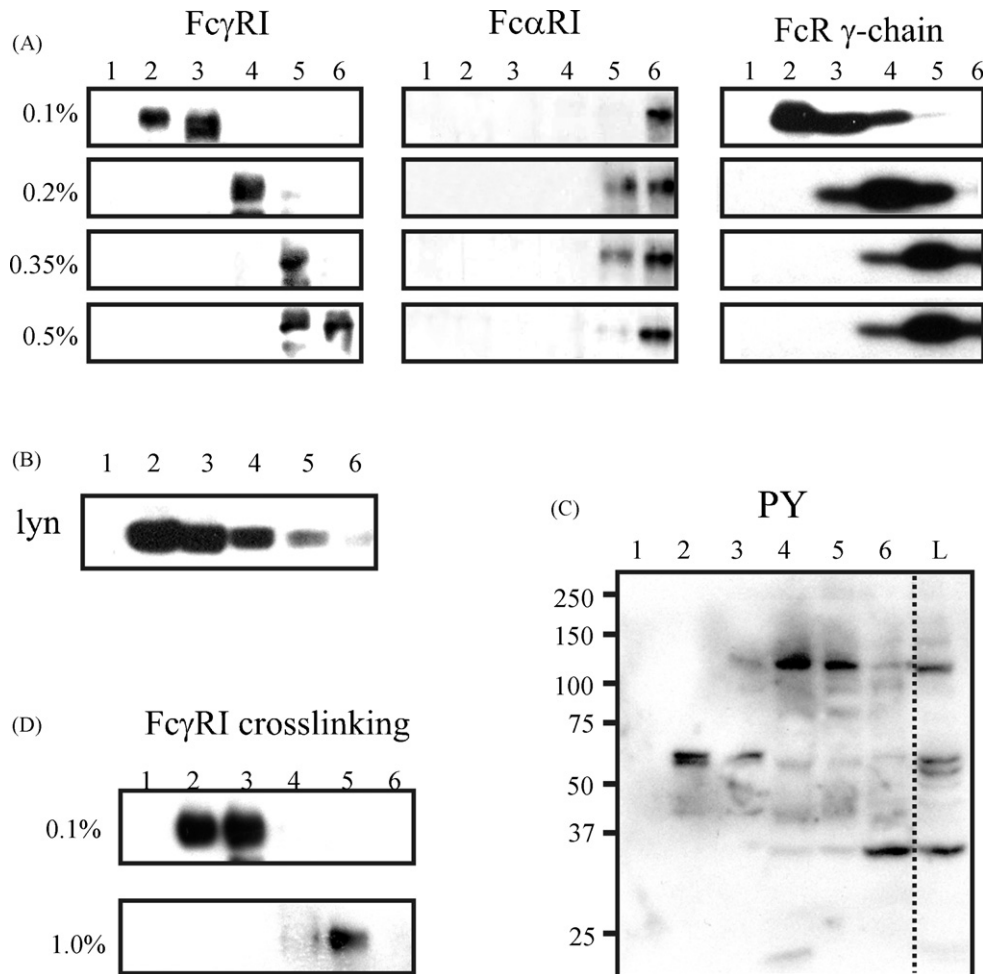 (A) FcγRI FcαRI FcR γ-chain
1 2 3 4 5 6 1 2 3 4 5 6 1 2 3 4 5 6
0.1%
0.2%
0.35%
0.5%
(B) 1 2 3 4 5 6
lyn
(C) PY
1 2 3 4 5 6 L
250
150
100
75
50
37
25
(D) FcγRI crosslinking
1 2 3 4 5 6
0.1%
1.0%